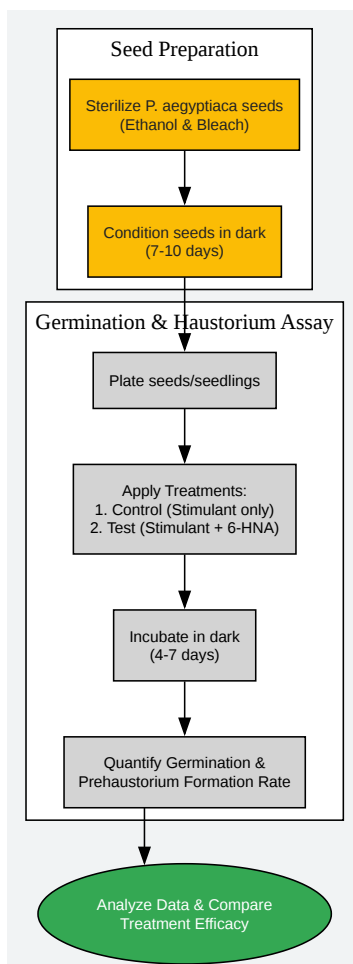 Seed Preparation
Sterilize P. aegyptiaca seeds
(Ethanol & Bleach)
Condition seeds in dark
(7-10 days)
Germination & Haustorium Assay
Plate seeds/seedlings
Apply Treatments:
1. Control (Stimulant only)
2. Test (Stimulant + 6-HNA)
Incubate in dark
(4-7 days)
Quantify Germination &
Prehaustorium Formation Rate
Analyze Data & Compare
Treatment Efficacy